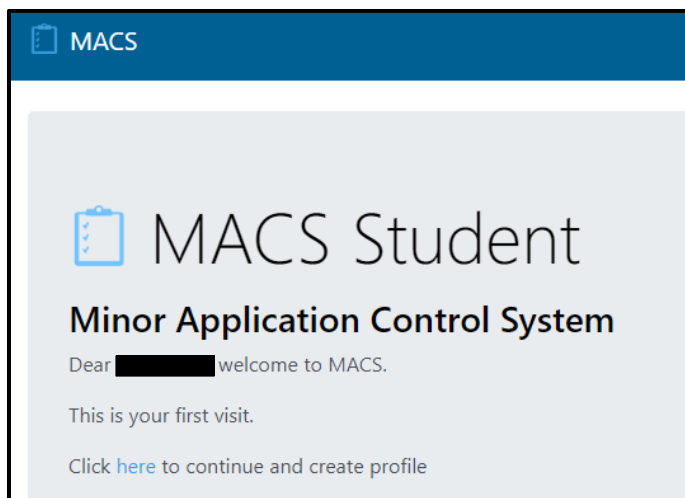 MACS
MACS Student
Minor Application Control System
Dear welcome to MACS.
This is your first visit.
Click here to continue and create profile